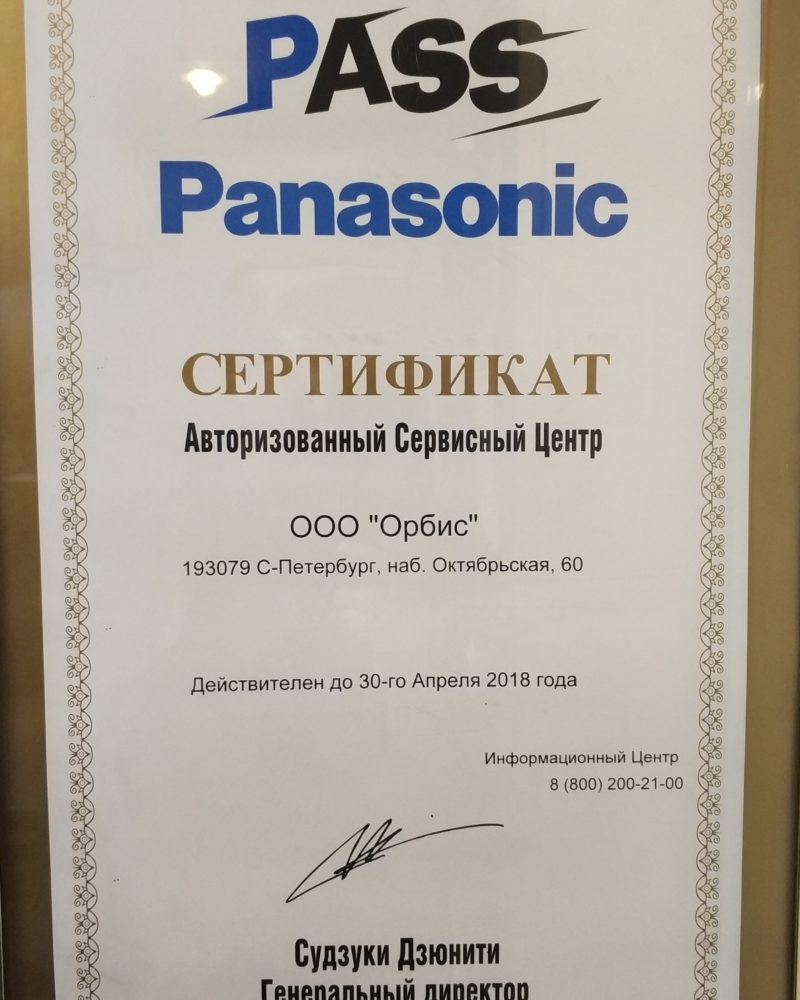 PASS
Panasonic
СЕРТИФИКАТ
Авторизованный Сервисный Центр
ООО "Орбис"
193079 С-Петербург, наб. Октябрьская, 60
Действителен до 30-го Апреля 2018 года
Информационный Центр
8 (800) 200-21-00
Судзуки Дзюнити
Генеральный директор